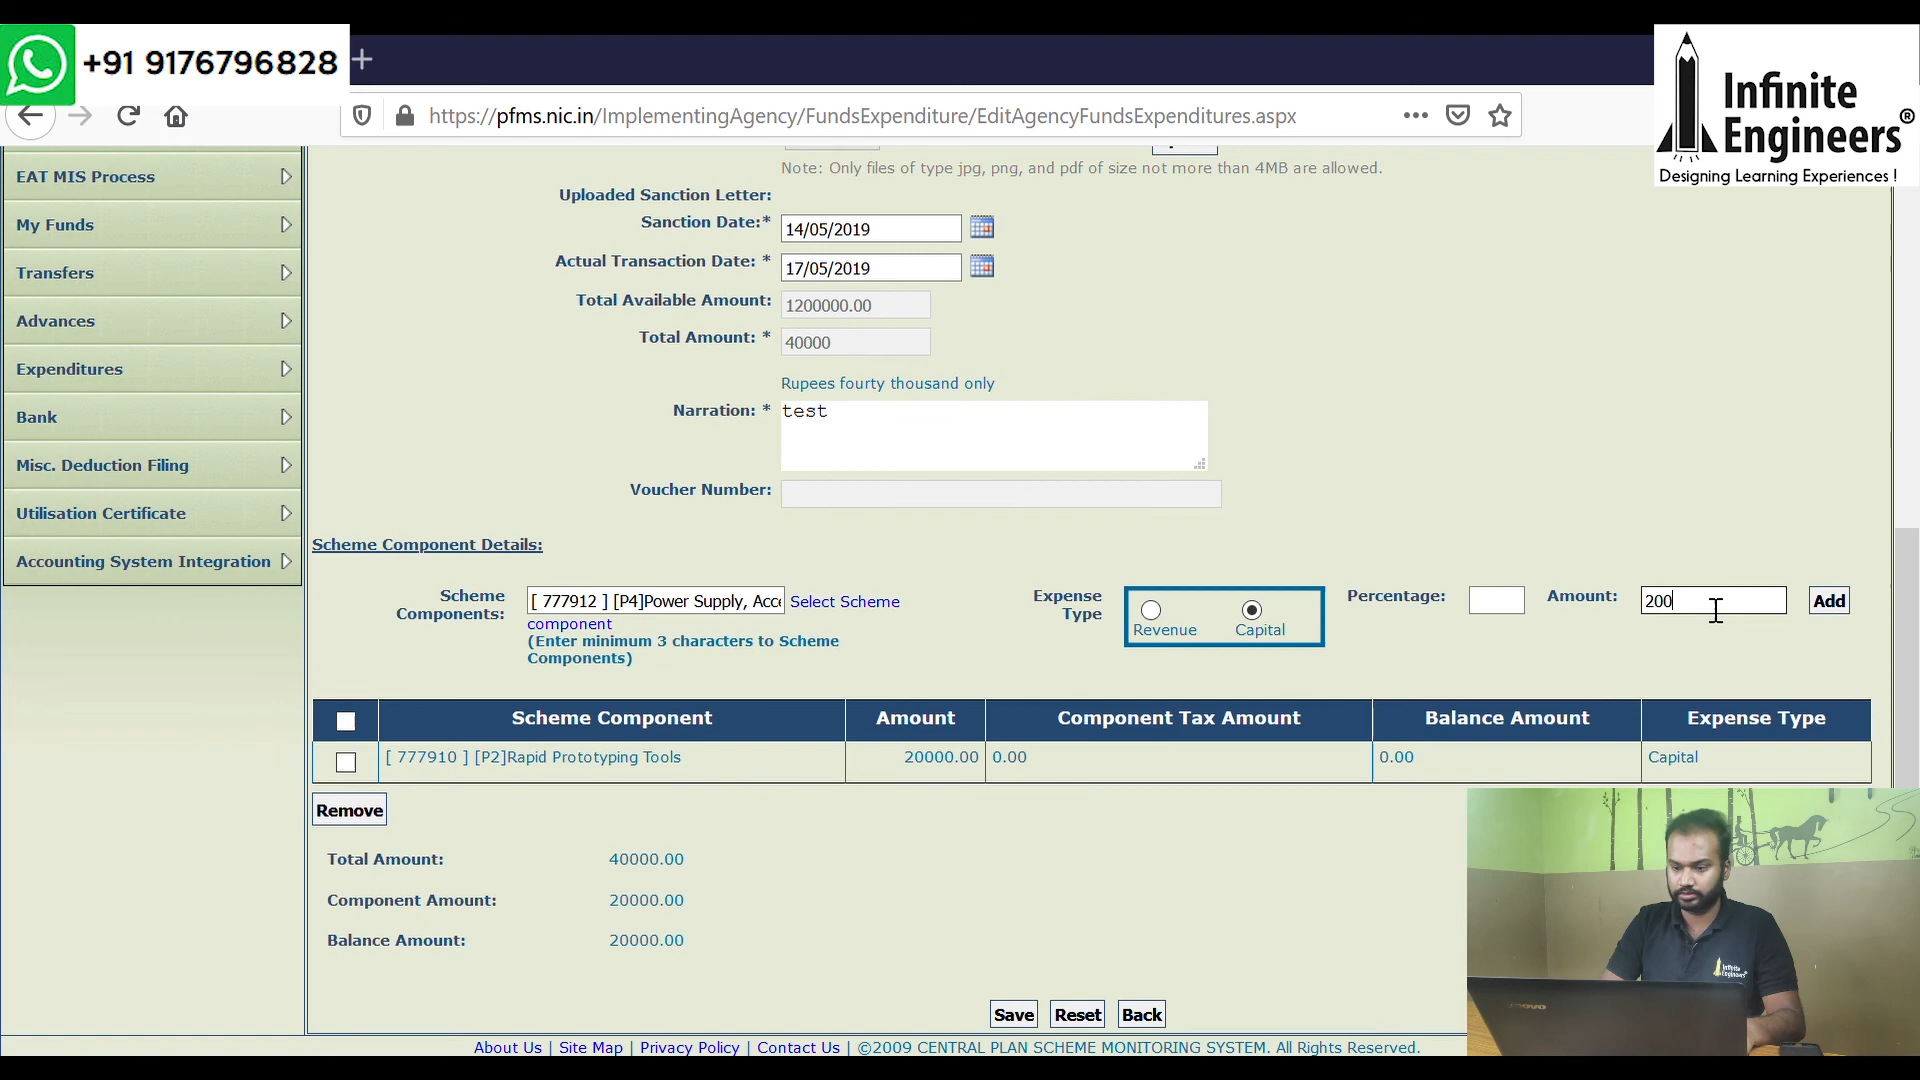 +91 9176796828
Infinite
Engineers®
Designing Learning Experiences !
https://pfms.nic.in/ImplementingAgency/FundsExpenditure/EditAgencyFundsExpenditures.aspx
EAT MIS Process
My Funds
Transfers
Advances
Expenditures
Bank
Misc. Deduction Filing
Utilisation Certificate
Accounting System Integration
Note: Only files of type jpg, png, and pdf of size not more than 4MB are allowed.
Uploaded Sanction Letter:
Sanction Date:* 14/05/2019
Actual Transaction Date: * 17/05/2019
Total Available Amount: 1200000.00
Total Amount: * 40000
Rupees fourty thousand only
Narration: * test
Voucher Number:
Scheme Component Details:
Scheme Components: [ 777912 ] [P4]Power Supply, Acce Select Scheme component
(Enter minimum 3 characters to Scheme Components)
Expense Type
Revenue Capital
Percentage:
Amount: 200 Add
Scheme Component Amount Component Tax Amount Balance Amount Expense Type
[ 777910 ] [P2]Rapid Prototyping Tools 20000.00 0.00 0.00 Capital
Remove
Total Amount: 40000.00
Component Amount: 20000.00
Balance Amount: 20000.00
Save Reset Back
About Us | Site Map | Privacy Policy | Contact Us | ©2009 CENTRAL PLAN SCHEME MONITORING SYSTEM. All Rights Reserved.
Infinite
Engineers
lenovo